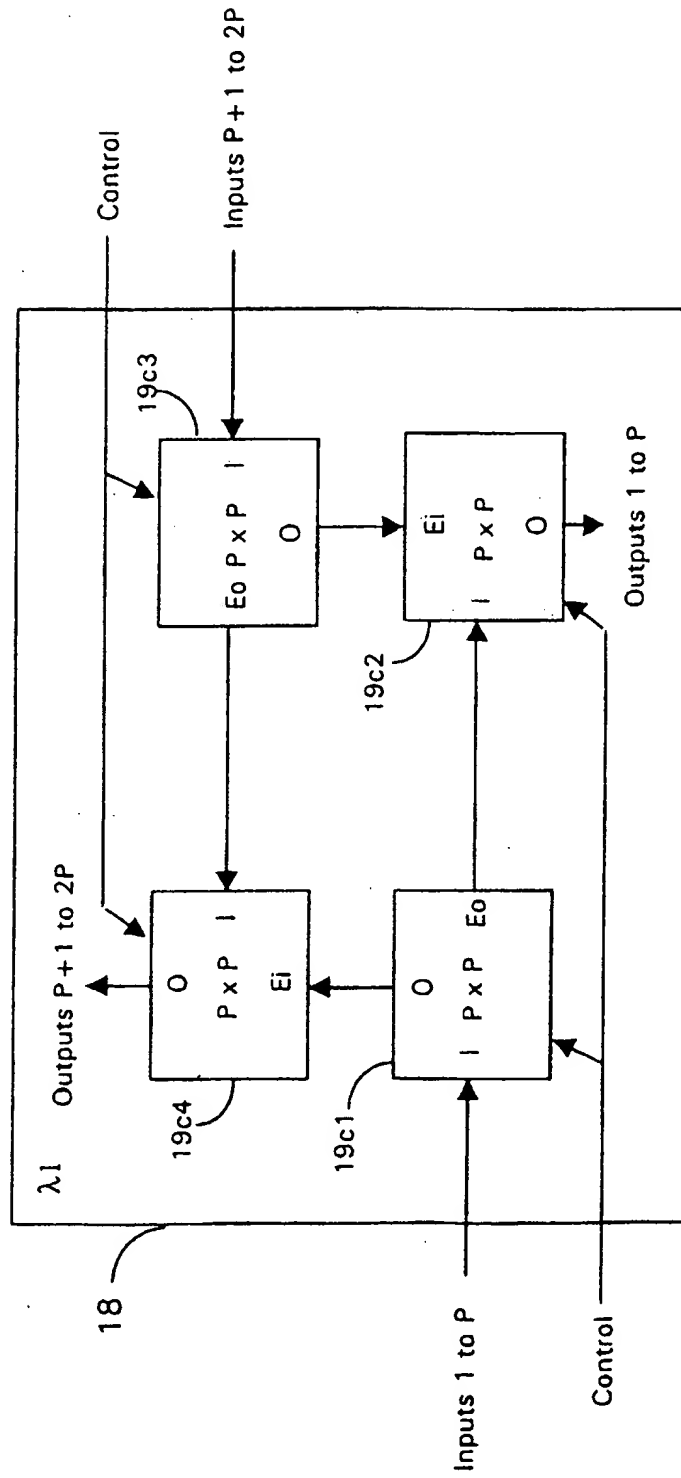 Control
Inputs P + 1 to 2P
Outputs P + 1 to 2P
λ1
18
19c4
O
P x P I
Ei
19c3
Eo P x P I
O
19c1
O
I P x P Eo
19c2
Ei
I P x P
O
Inputs 1 to P
Outputs 1 to P
Control